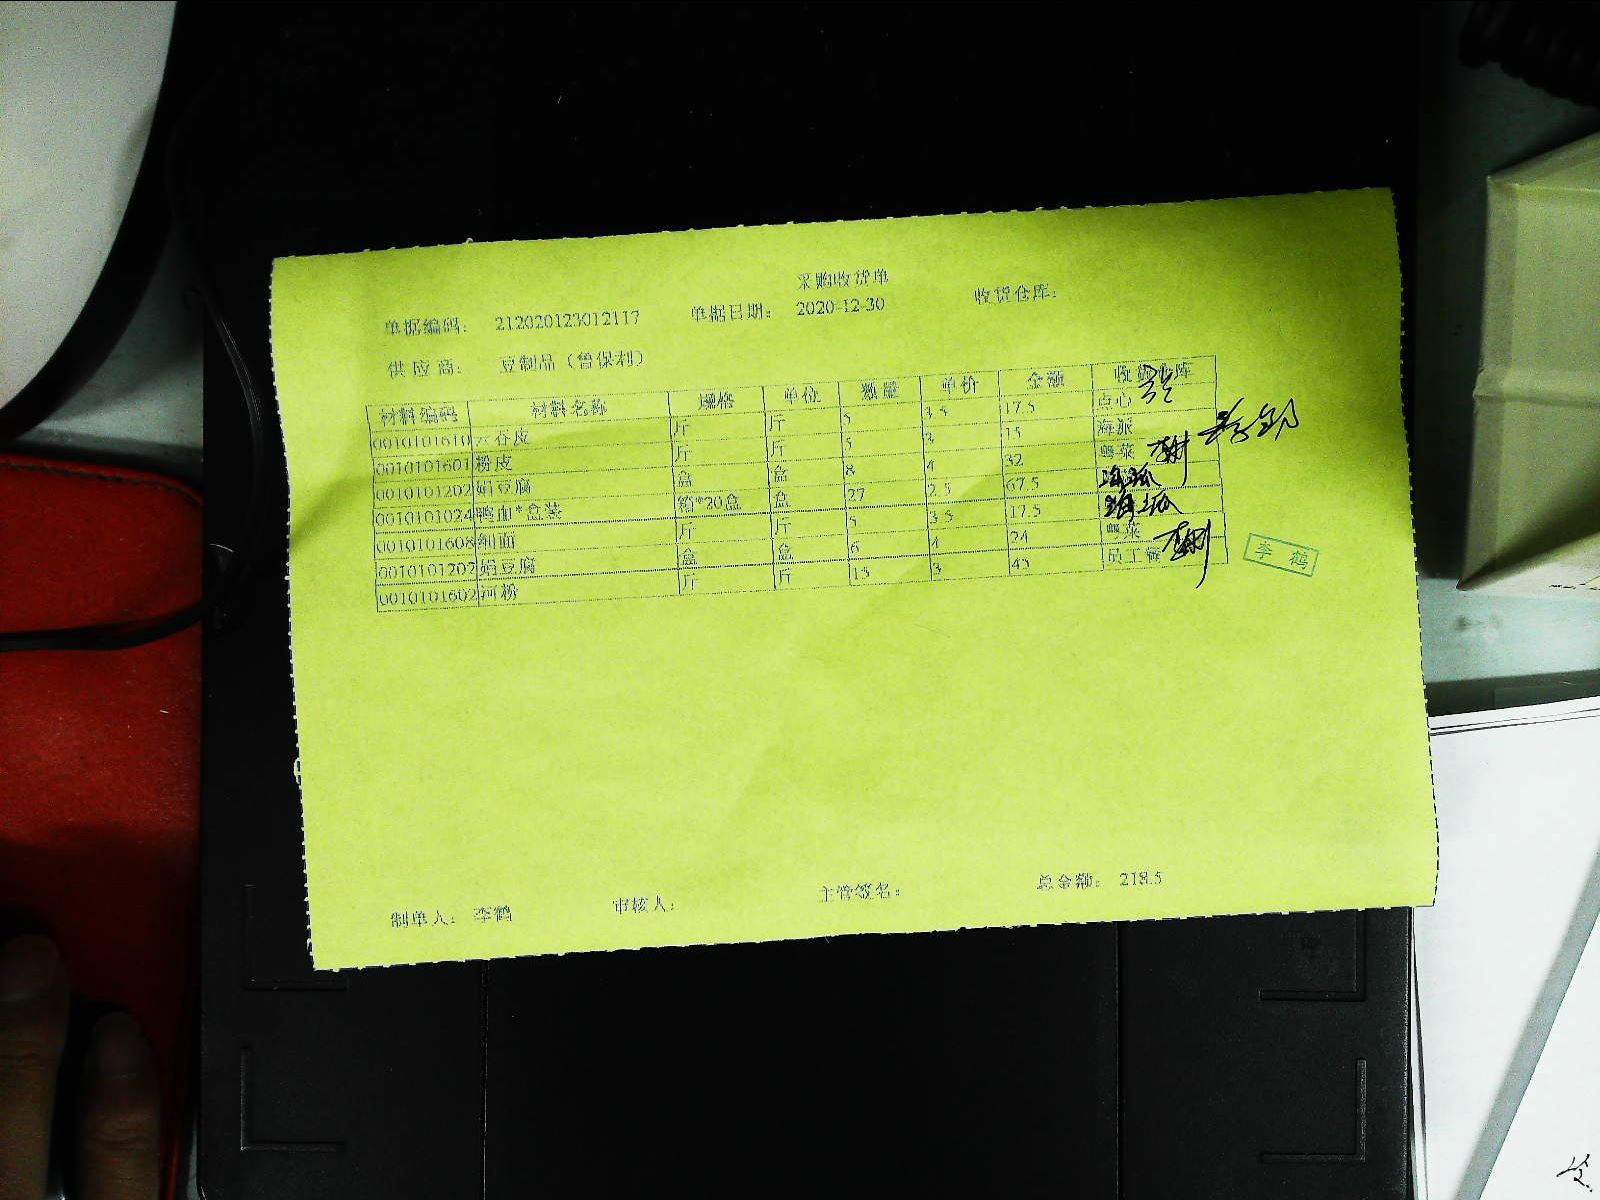 采购收货单
单据编码： 212020123012117 单据日期： 2020-12-30 收货仓库：
供应商： 豆制品（曾保利）
材料编码 材料名称 规格 单位 数量 单价 金额 收货仓库
0010101610 云吞皮 斤 斤 5 3.5 17.5 点心
0010101601 粉皮 斤 斤 5 3 15 海派
0010101202 娟豆腐 盒 盒 8 4 32 粤菜
0010101024 鸭血*盒装 箱*20盒 盒 27 2.5 67.5 海派
0010101608 细面 斤 斤 5 3.5 17.5
0010101202 娟豆腐 盒 盒 6 4 24 粤菜
0010101602 河粉 斤 斤 15 3 45 员工餐
李鹤
制单人： 李鹤 审核人： 主管签名： 总金额： 218.5